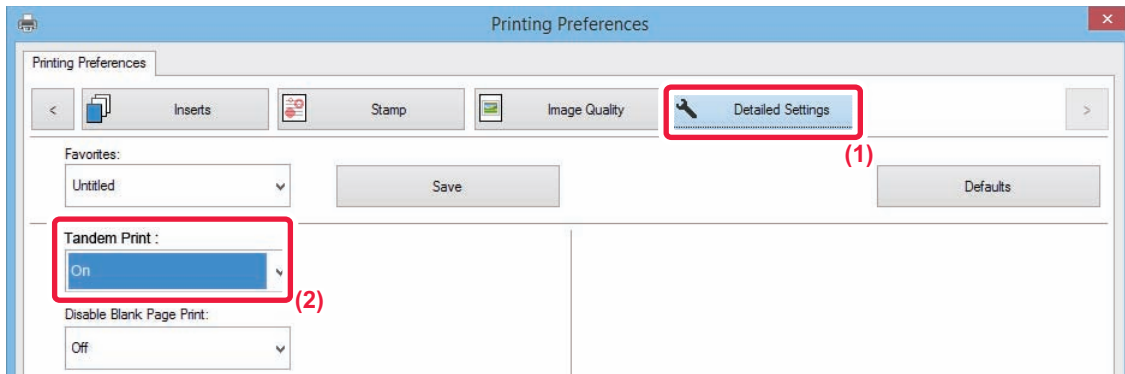 Printing Preferences
Printing Preferences
< Inserts Stamp Image Quality Detailed Settings >
(1)
Favorites:
Untitled Save Defaults
Tandem Print :
On
(2)
Disable Blank Page Print:
Off